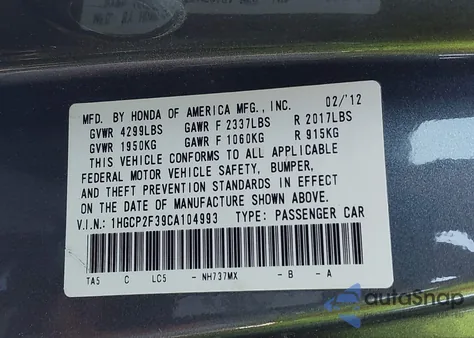 MFD. BY HONDA OF AMERICA MFG., INC. 02/'12
GVWR 4299LBS GAWR F 2337LBS R 2017LBS
GVWR 1950KG GAWR F 1060KG R 915KG
THIS VEHICLE CONFORMS TO ALL APPLICABLE
FEDERAL MOTOR VEHICLE SAFETY, BUMPER,
AND THEFT PREVENTION STANDARDS IN EFFECT
ON THE DATE OF MANUFACTURE SHOWN ABOVE.
V.I.N.: 1HGCP2F39CA104993 TYPE: PASSENGER CAR
TA5 C LC5 - NH737MX - B - A
autoSnap